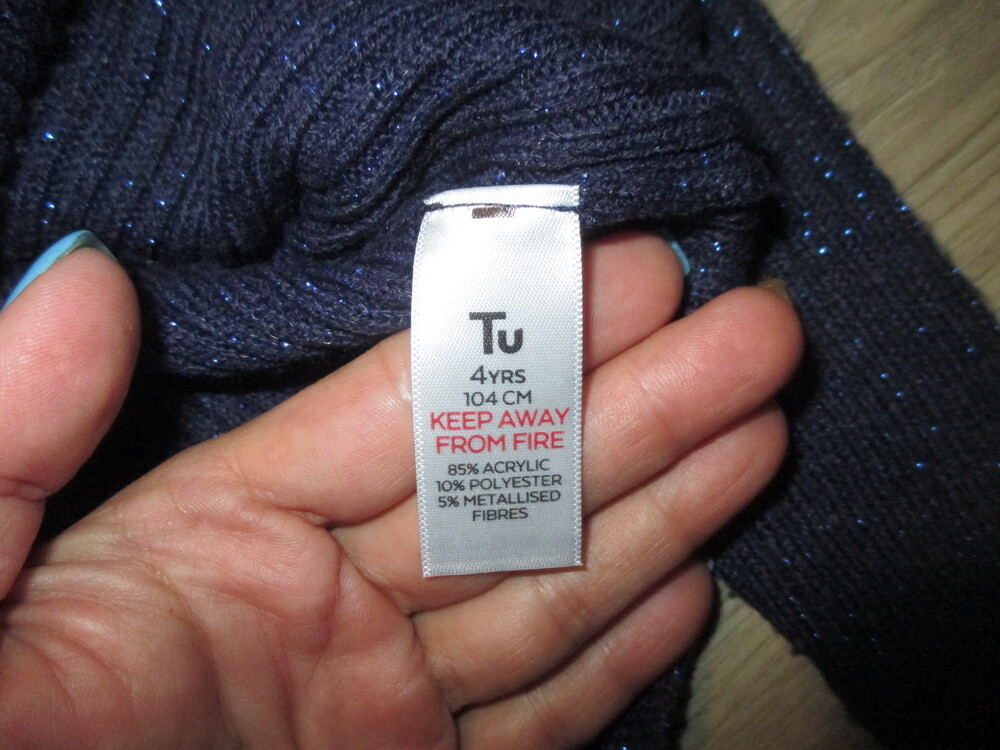 Tu
4YRS
104 CM
KEEP AWAY
FROM FIRE
85% ACRYLIC
10% POLYESTER
5% METALLISED
FIBRES